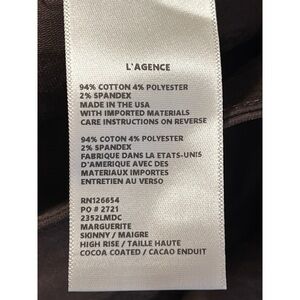 L'AGENCE
94% COTTON 4% POLYESTER
2% SPANDEX
MADE IN THE USA
WITH IMPORTED MATERIALS
CARE INSTRUCTIONS ON REVERSE
94% COTTON 4% POLYESTER
2% SPANDEX
FABRIQUE DANS LA ETATS-UNIS
D'AMERIQUE AVEC DES
MATERIAUX IMPORTES
ENTRETIEN AU VERSO
RN126654
PO # 2721
2352LMDC
MARGUERITE
SKINNY / MAIGRE
HIGH RISE / TAILLE HAUTE
COCOA COATED / CACAO ENDUIT